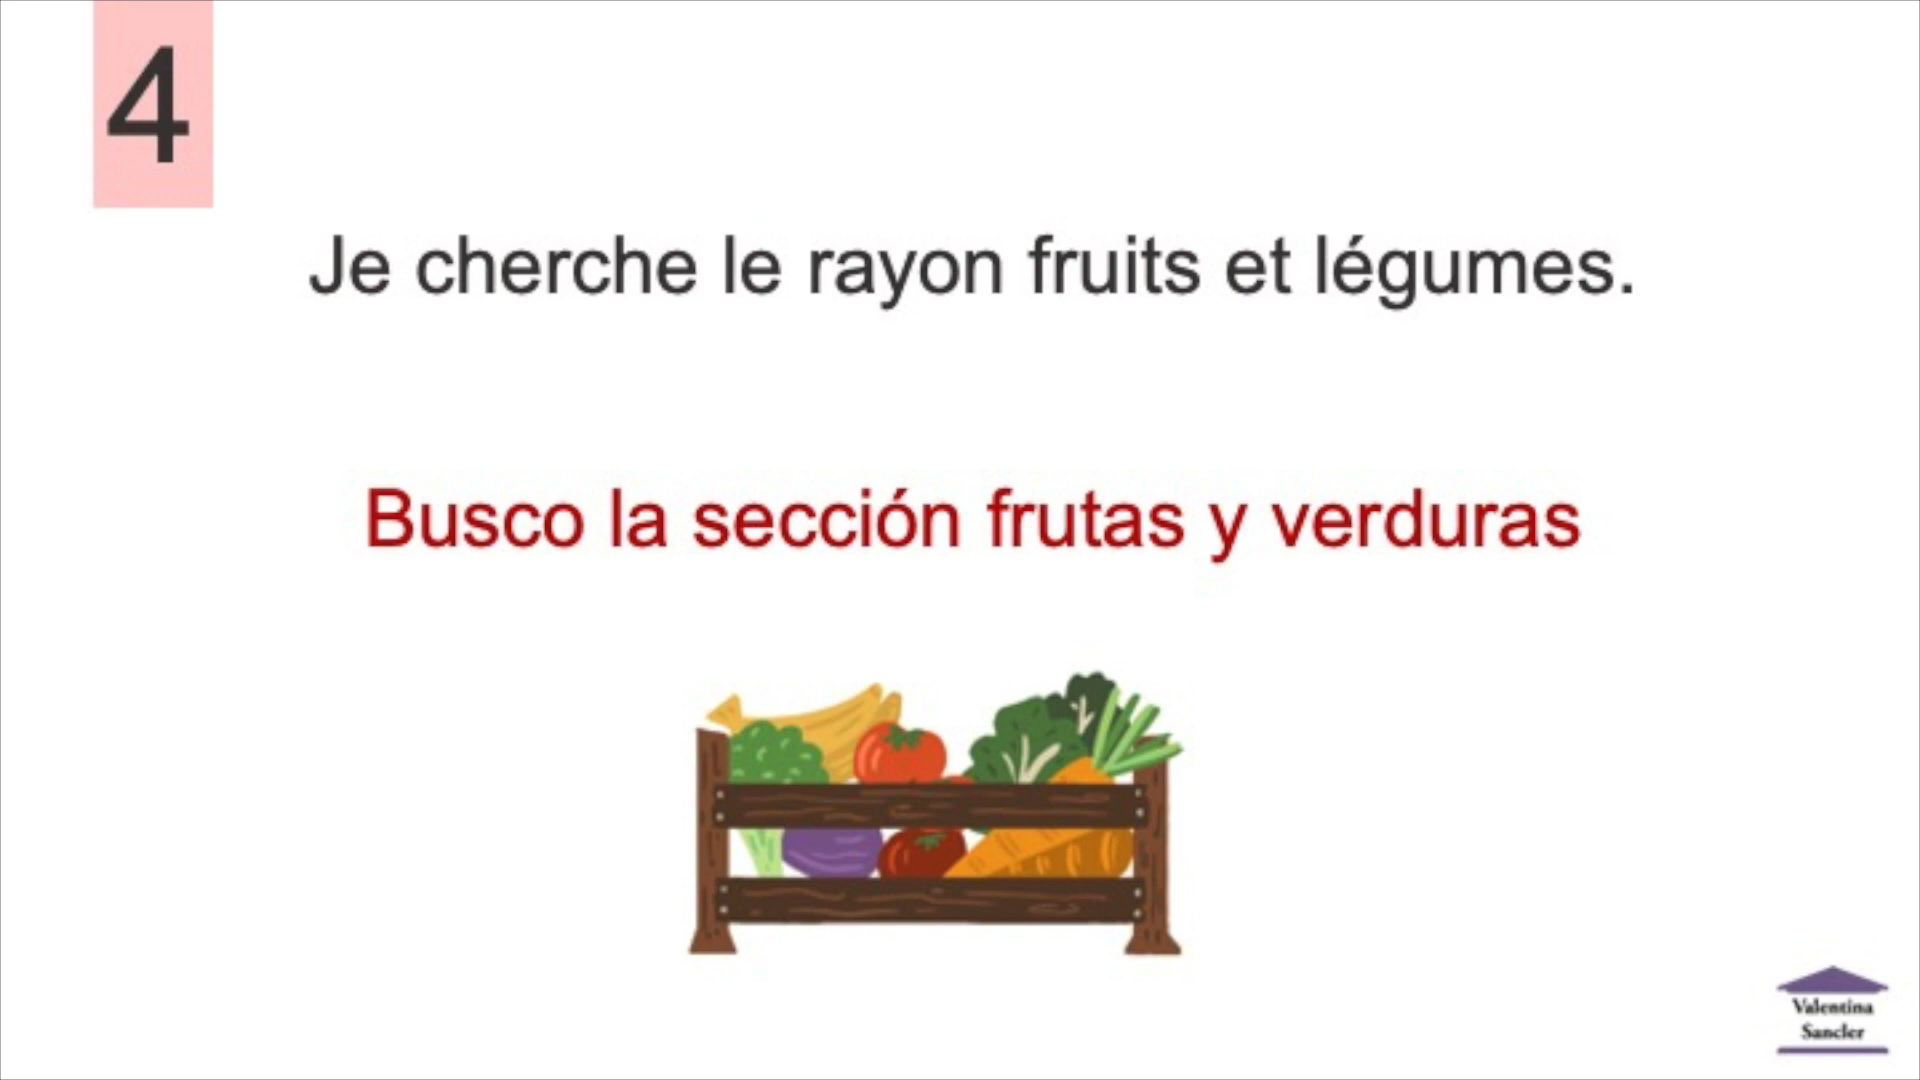 4
Je cherche le rayon fruits et légumes.
Busco la sección frutas y verduras
Valentina
Sancler